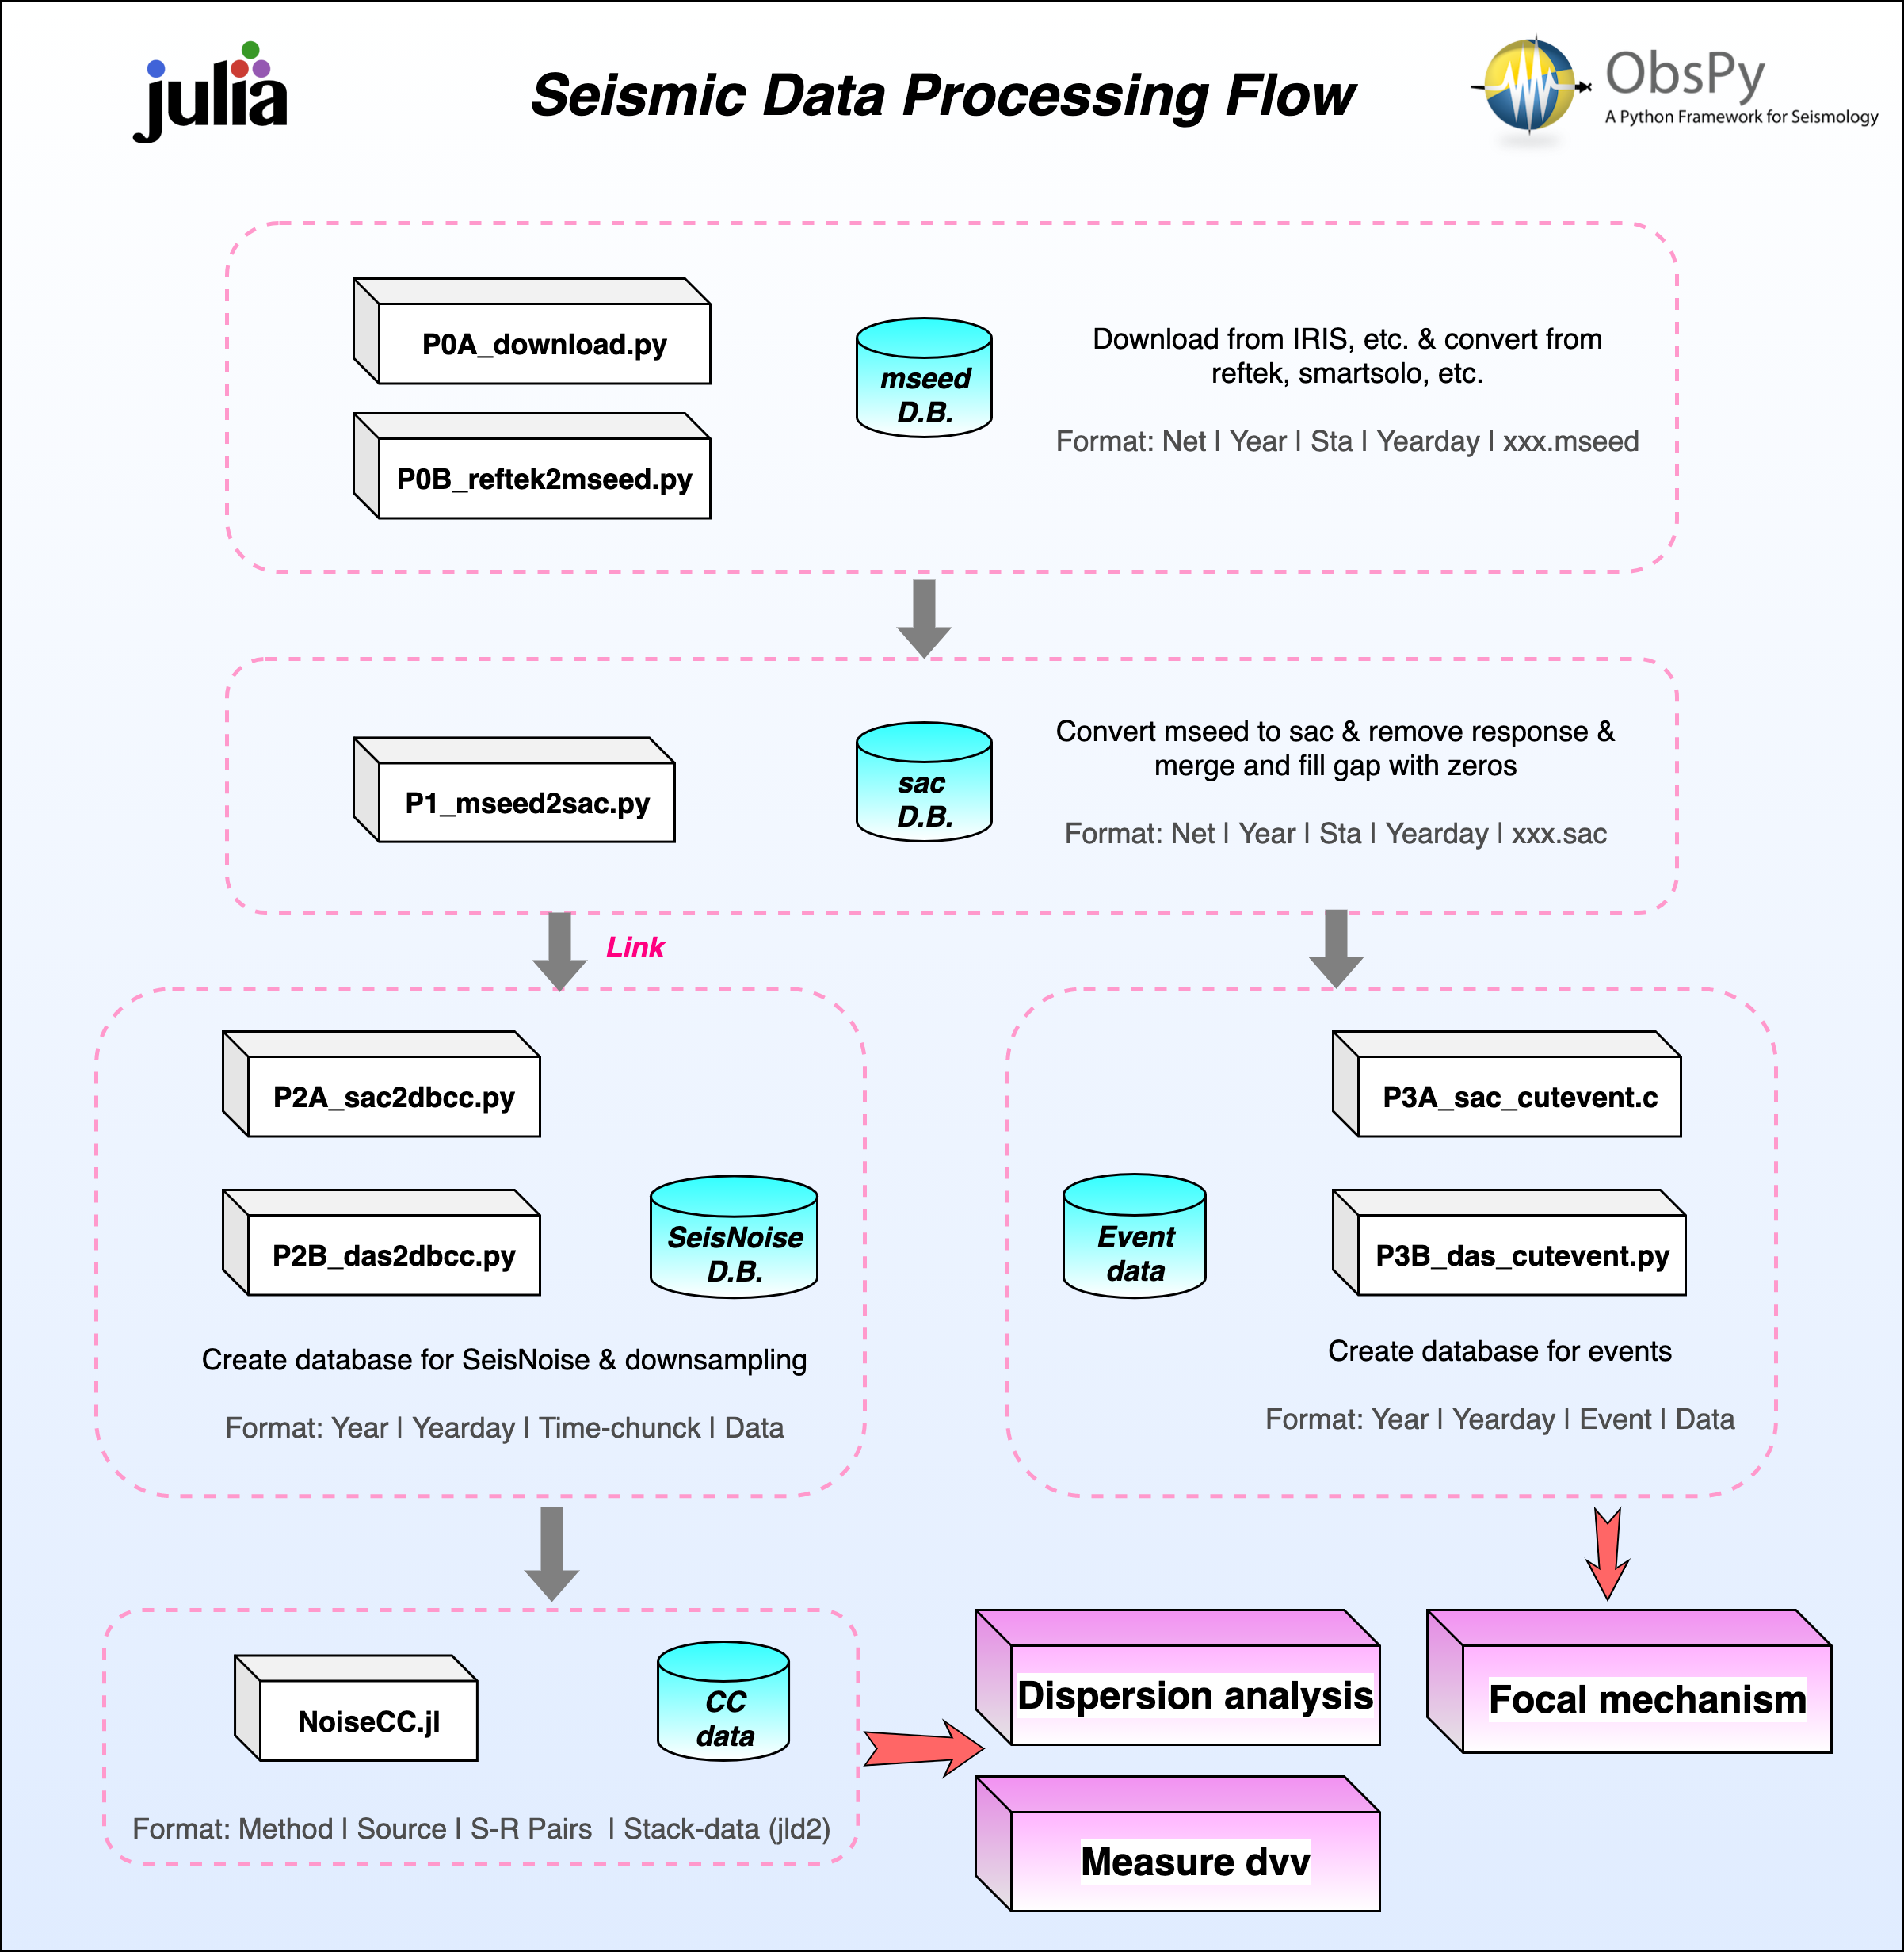 julia
Seismic Data Processing Flow
ObsPy
A Python Framework for Seismology
P0A_download.py
P0B_reftek2mseed.py
mseed
D.B.
Download from IRIS, etc. & convert from
reftek, smartsolo, etc.
Format: Net | Year | Sta | Yearday | xxx.mseed
P1_mseed2sac.py
sac
D.B.
Convert mseed to sac & remove response &
merge and fill gap with zeros
Format: Net | Year | Sta | Yearday | xxx.sac
Link
P2A_sac2dbcc.py
P2B_das2dbcc.py
SeisNoise
D.B.
Create database for SeisNoise & downsampling
Format: Year | Yearday | Time-chunck | Data
P3A_sac_cutevent.c
Event
data
P3B_das_cutevent.py
Create database for events
Format: Year | Yearday | Event | Data
NoiseCC.jl
CC
data
Format: Method | Source | S-R Pairs | Stack-data (jld2)
Dispersion analysis
Measure dvv
Focal mechanism